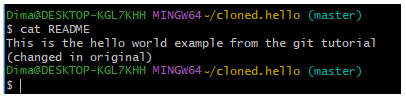 Dima@DESKTOP-KGL7KHH MINGW64 ~/cloned.hello (master)
$ cat README
This is the hello world example from the git tutorial
(changed in original)
Dima@DESKTOP-KGL7KHH MINGW64 ~/cloned.hello (master)
$